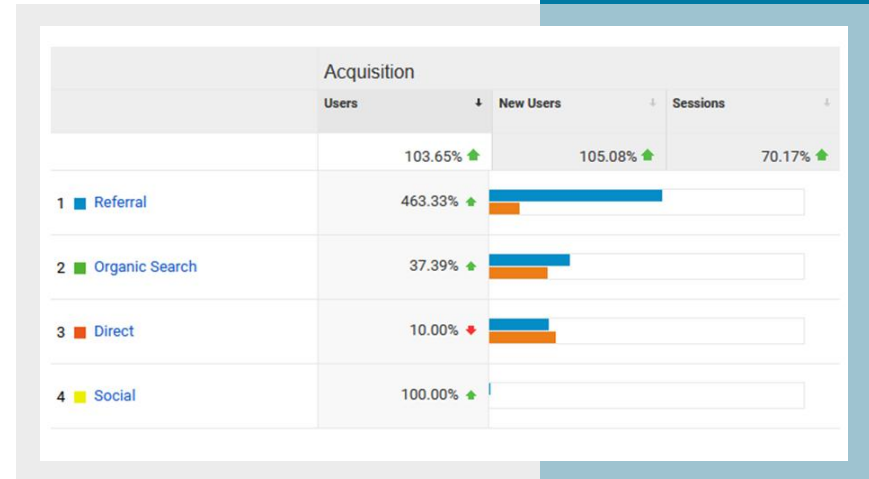 Acquisition
Users New Users Sessions
103.65% 105.08% 70.17%
1 Referral 463.33%
2 Organic Search 37.39%
3 Direct 10.00%
4 Social 100.00%